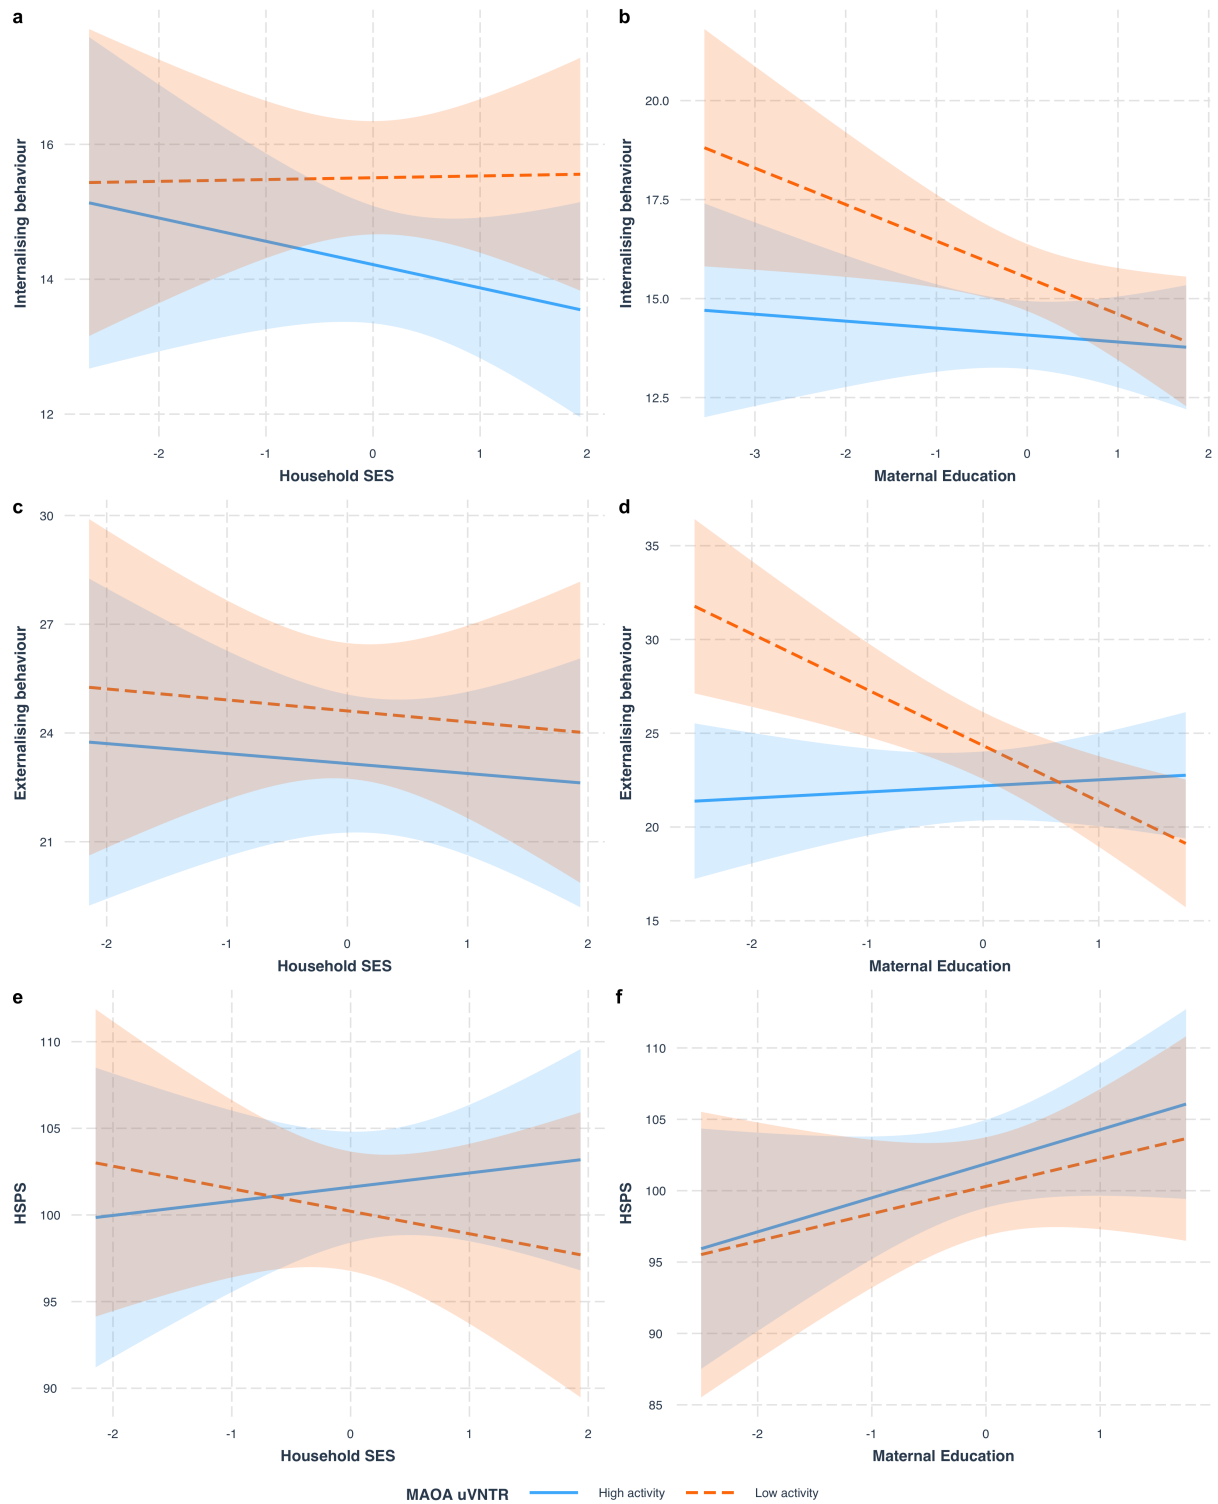 a
Internalising behaviour
16
14
12
-2 -1 0 1 2
Household SES
b
Internalising behaviour
20.0
17.5
15.0
12.5
-3 -2 -1 0 1 2
Maternal Education
c
Externalising behaviour
30
27
24
21
-2 -1 0 1 2
Household SES
d
Externalising behaviour
35
30
25
20
15
-2 -1 0 1
Maternal Education
e
HSPS
110
105
100
95
90
-2 -1 0 1 2
Household SES
f
HSPS
110
105
100
95
90
85
-2 -1 0 1
Maternal Education
MAOA uVNTR High activity Low activity